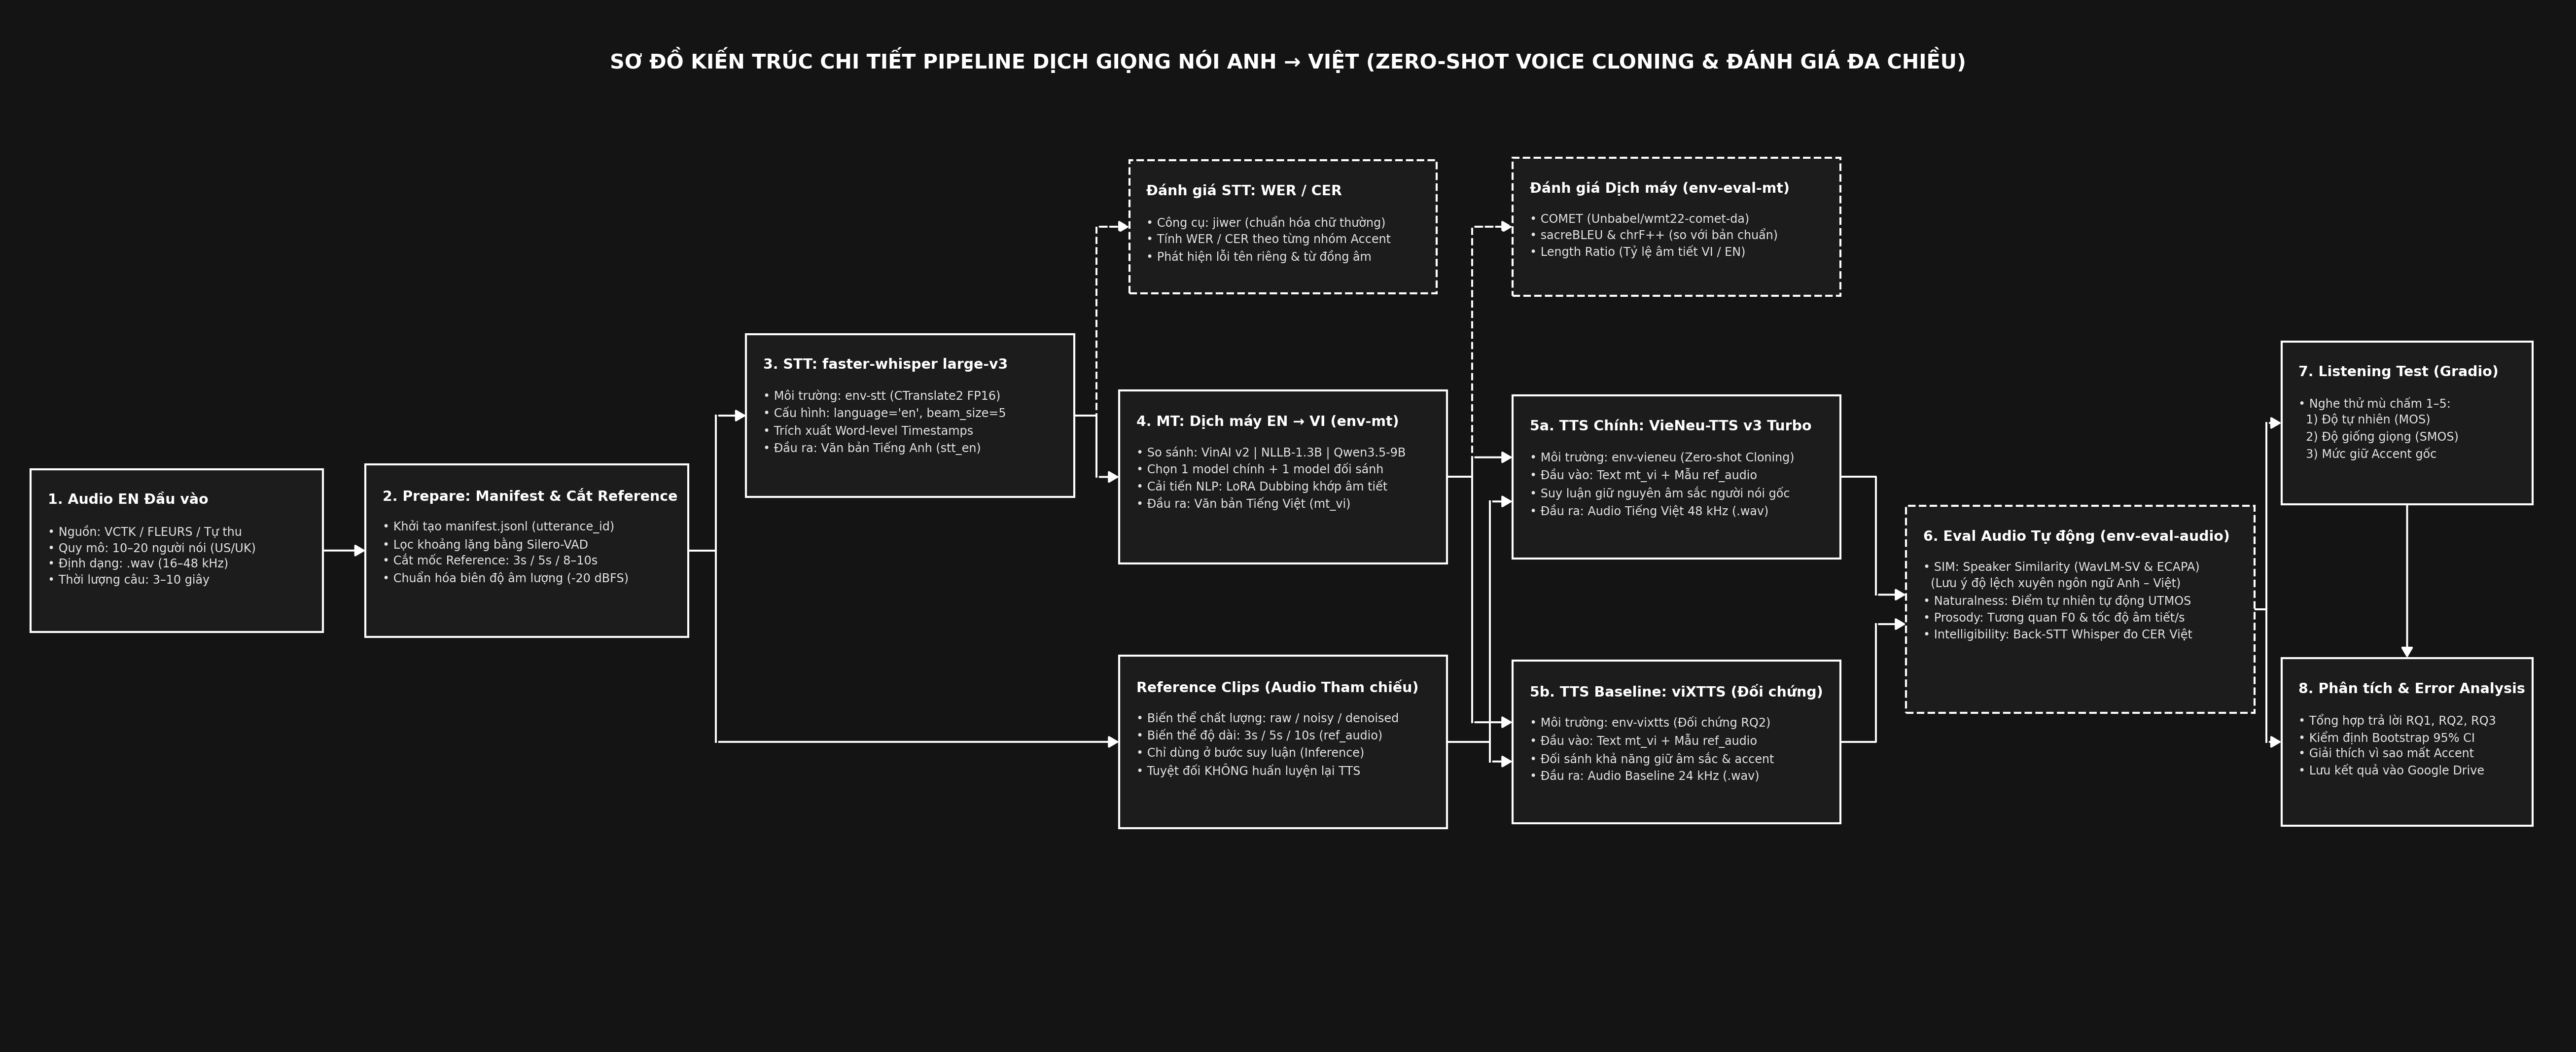 SƠ ĐỒ KIẾN TRÚC CHI TIẾT PIPELINE DỊCH GIỌNG NÓI ANH → VIỆT (ZERO-SHOT VOICE CLONING & ĐÁNH GIÁ ĐA CHIỀU)
1. Audio EN Đầu vào
• Nguồn: VCTK / FLEURS / Tự thu
• Quy mô: 10–20 người nói (US/UK)
• Định dạng: .wav (16–48 kHz)
• Thời lượng câu: 3–10 giây
2. Prepare: Manifest & Cắt Reference
• Khởi tạo manifest.jsonl (utterance_id)
• Lọc khoảng lặng bằng Silero-VAD
• Cắt mốc Reference: 3s / 5s / 8–10s
• Chuẩn hóa biên độ âm lượng (-20 dBFS)
3. STT: faster-whisper large-v3
• Môi trường: env-stt (CTranslate2 FP16)
• Cấu hình: language='en', beam_size=5
• Trích xuất Word-level Timestamps
• Đầu ra: Văn bản Tiếng Anh (stt_en)
Đánh giá STT: WER / CER
• Công cụ: jiwer (chuẩn hóa chữ thường)
• Tính WER / CER theo từng nhóm Accent
• Phát hiện lỗi tên riêng & từ đồng âm
4. MT: Dịch máy EN → VI (env-mt)
• So sánh: VinAI v2 | NLLB-1.3B | Qwen3.5-9B
• Chọn 1 model chính + 1 model đối sánh
• Cải tiến NLP: LoRA Dubbing khớp âm tiết
• Đầu ra: Văn bản Tiếng Việt (mt_vi)
Reference Clips (Audio Tham chiếu)
• Biến thể chất lượng: raw / noisy / denoised
• Biến thể độ dài: 3s / 5s / 10s (ref_audio)
• Chỉ dùng ở bước suy luận (Inference)
• Tuyệt đối KHÔNG huấn luyện lại TTS
Đánh giá Dịch máy (env-eval-mt)
• COMET (Unbabel/wmt22-comet-da)
• sacreBLEU & chrF++ (so với bản chuẩn)
• Length Ratio (Tỷ lệ âm tiết VI / EN)
5a. TTS Chính: VieNeu-TTS v3 Turbo
• Môi trường: env-vieneu (Zero-shot Cloning)
• Đầu vào: Text mt_vi + Mẫu ref_audio
• Suy luận giữ nguyên âm sắc người nói gốc
• Đầu ra: Audio Tiếng Việt 48 kHz (.wav)
5b. TTS Baseline: viXTTS (Đối chứng)
• Môi trường: env-vixtts (Đối chứng RQ2)
• Đầu vào: Text mt_vi + Mẫu ref_audio
• Đối sánh khả năng giữ âm sắc & accent
• Đầu ra: Audio Baseline 24 kHz (.wav)
6. Eval Audio Tự động (env-eval-audio)
• SIM: Speaker Similarity (WavLM-SV & ECAPA)
(Lưu ý độ lệch xuyên ngôn ngữ Anh – Việt)
• Naturalness: Điểm tự nhiên tự động UTMOS
• Prosody: Tương quan F0 & tốc độ âm tiết/s
• Intelligibility: Back-STT Whisper đo CER Việt
7. Listening Test (Gradio)
• Nghe thử mù chấm 1–5:
1) Độ tự nhiên (MOS)
2) Độ giống giọng (SMOS)
3) Mức giữ Accent gốc
8. Phân tích & Error Analysis
• Tổng hợp trả lời RQ1, RQ2, RQ3
• Kiểm định Bootstrap 95% CI
• Giải thích vì sao mất Accent
• Lưu kết quả vào Google Drive